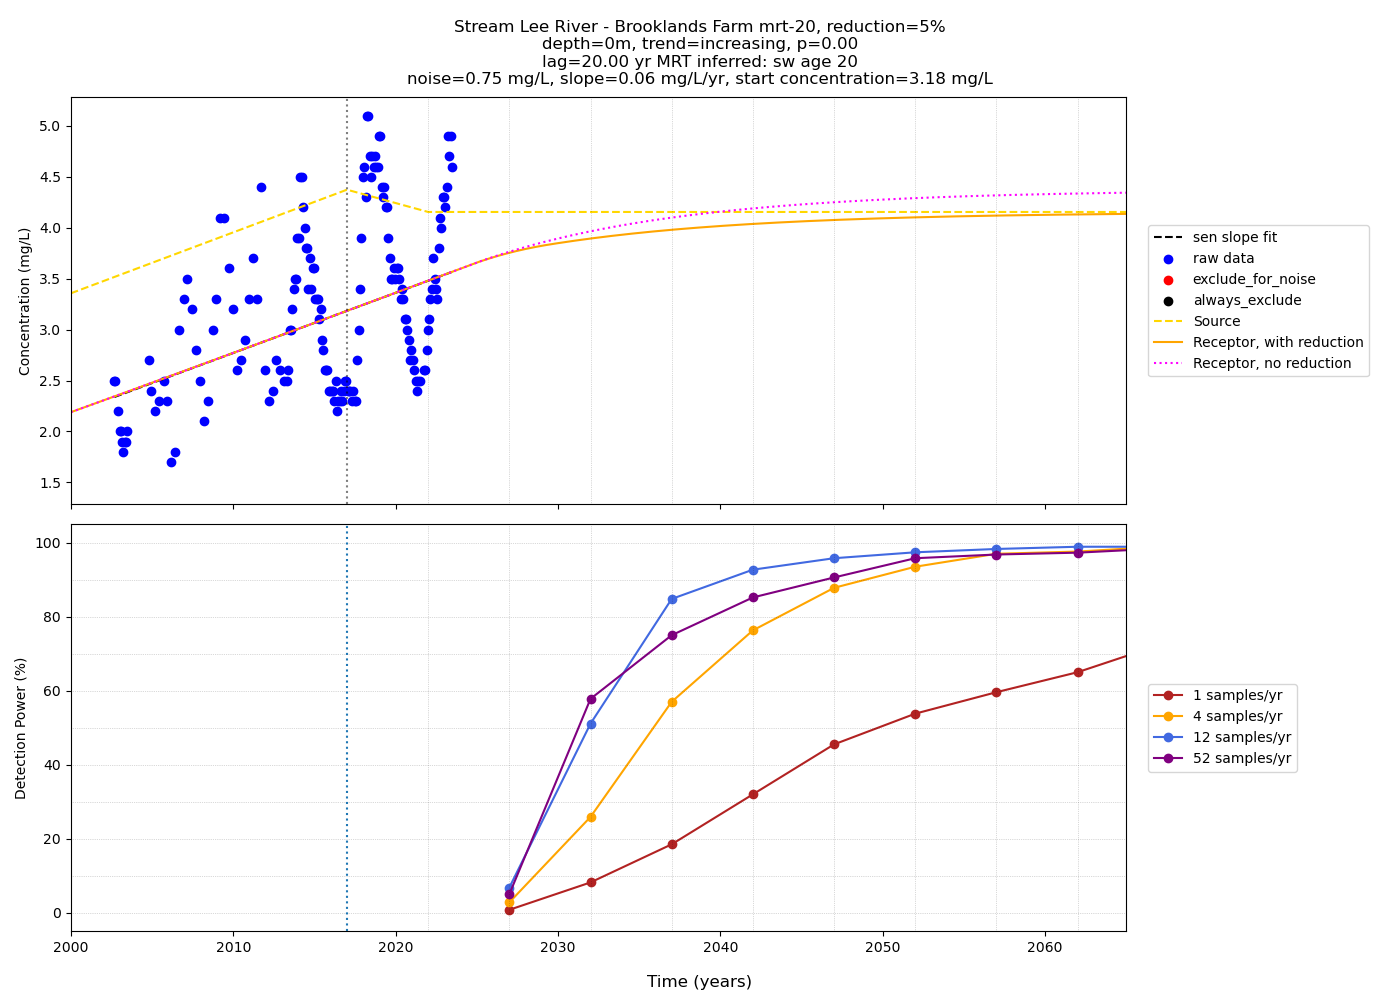 Stream Lee River - Brooklands Farm mrt-20, reduction=5%
depth=0m, trend=increasing, p=0.00
lag=20.00 yr MRT inferred: sw age 20
noise=0.75 mg/L, slope=0.06 mg/L/yr, start concentration=3.18 mg/L
Concentration (mg/L)
5.0
4.5
4.0
3.5
3.0
2.5
2.0
1.5
sen slope fit
raw data
exclude_for_noise
always_exclude
Source
Receptor, with reduction
Receptor, no reduction
Detection Power (%)
100
80
60
40
20
0
1 samples/yr
4 samples/yr
12 samples/yr
52 samples/yr
2000 2010 2020 2030 2040 2050 2060
Time (years)